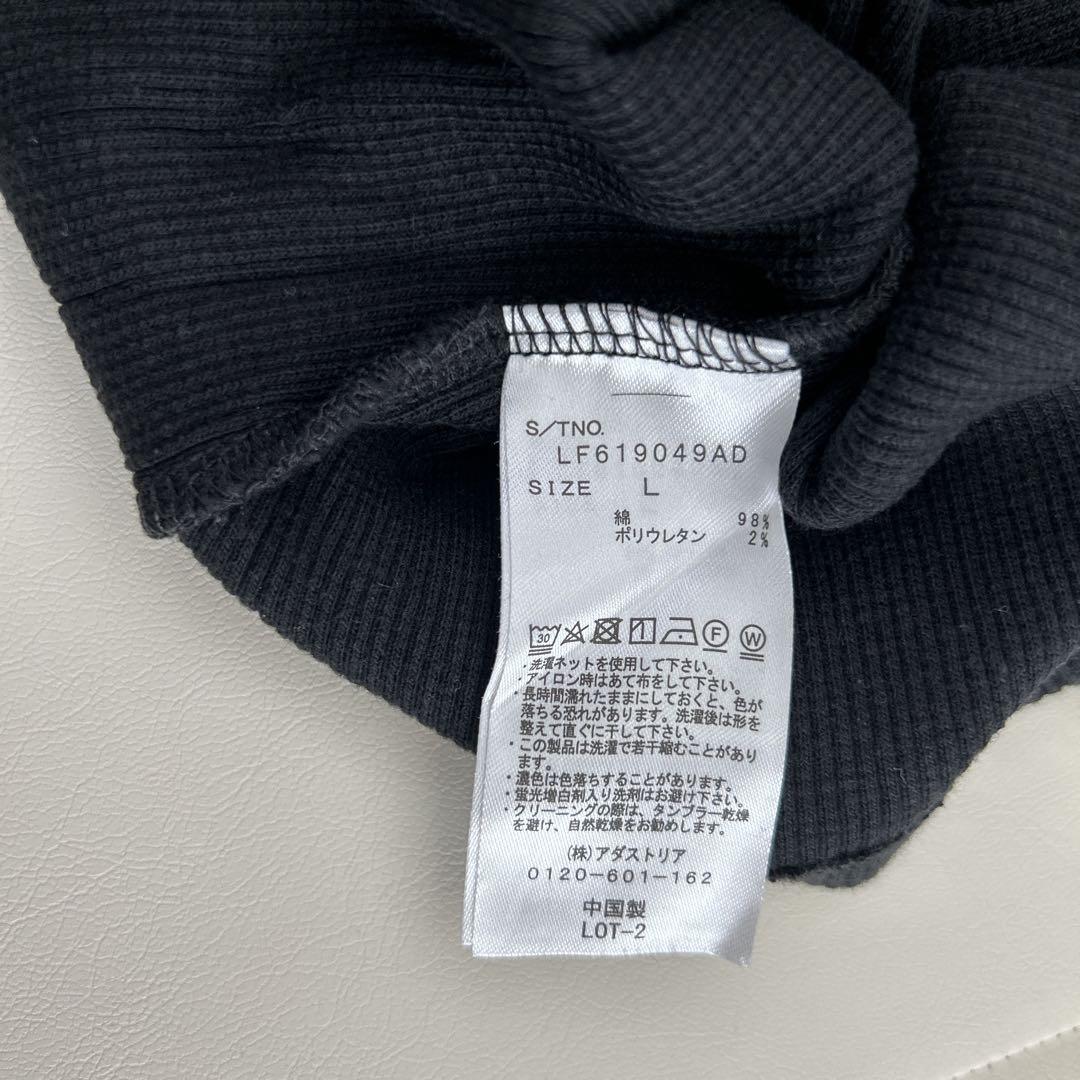 S/TNO.
LF619049AD
SIZE L
綿 98%
ポリウレタン 2%
30 F W
・洗濯ネットを使用して下さい。
・アイロン時はあて布をして下さい。
・長時間濡れたままにしておくと、色が
落ちる恐れがあります。洗濯後は形を
整えて直ぐに干して下さい。
・この製品は洗濯で若干縮むことがあり
ます。
・濃色は色落ちすることがあります。
・蛍光増白剤入り洗剤はお避け下さい。
・クリーニングの際は、タンブラー乾燥
を避け、自然乾燥をお勧めします。
(株)アダストリア
0120-601-162
中国製
LOT-2